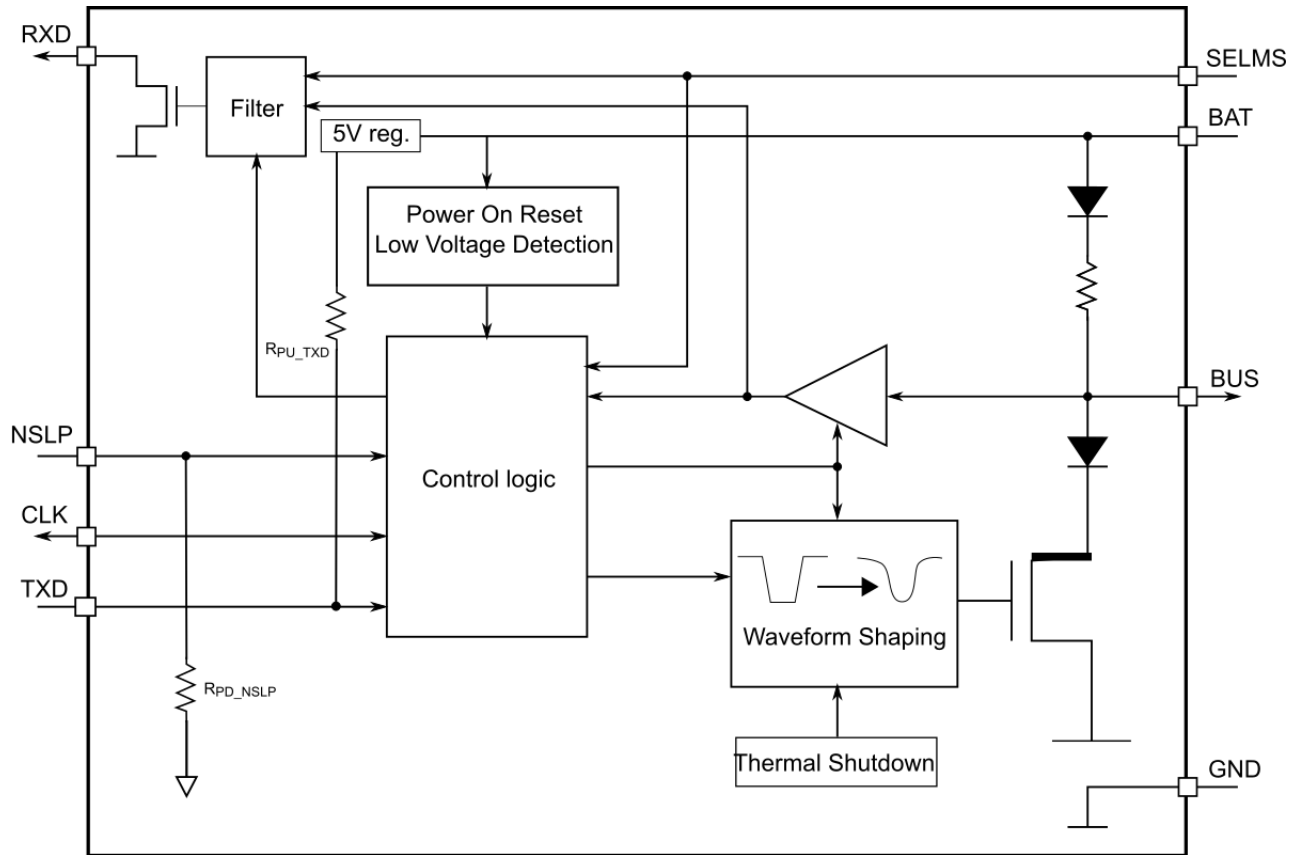 RXD
SELMS
Filter
BAT
5V reg.
Power On Reset
Low Voltage Detection
RPU_TXD
BUS
NSLP
Control logic
CLK
TXD
Waveform Shaping
RPD_NSLP
Thermal Shutdown
GND